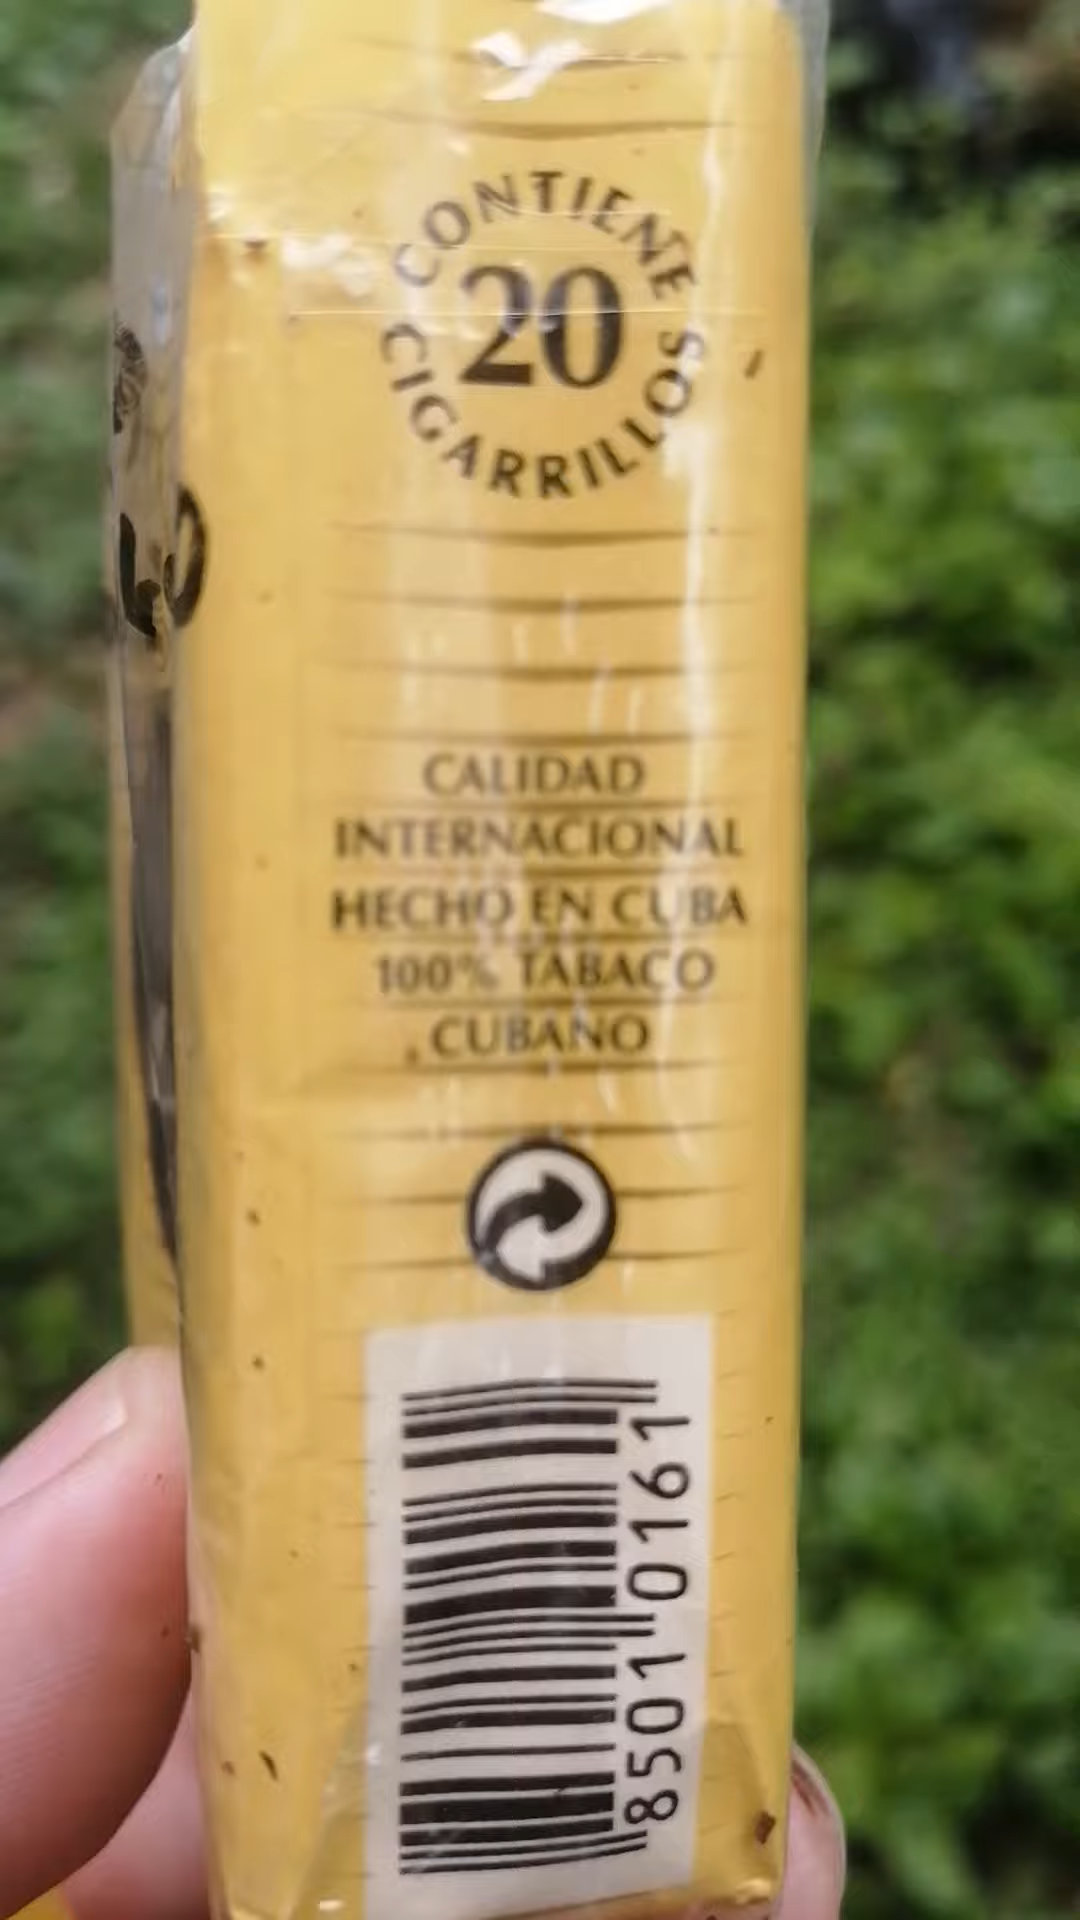 CONTIENE
20
CIGARRILLOS
CALIDAD
INTERNACIONAL
HECHO EN CUBA
100% TABACO
CUBANO
8501 0161